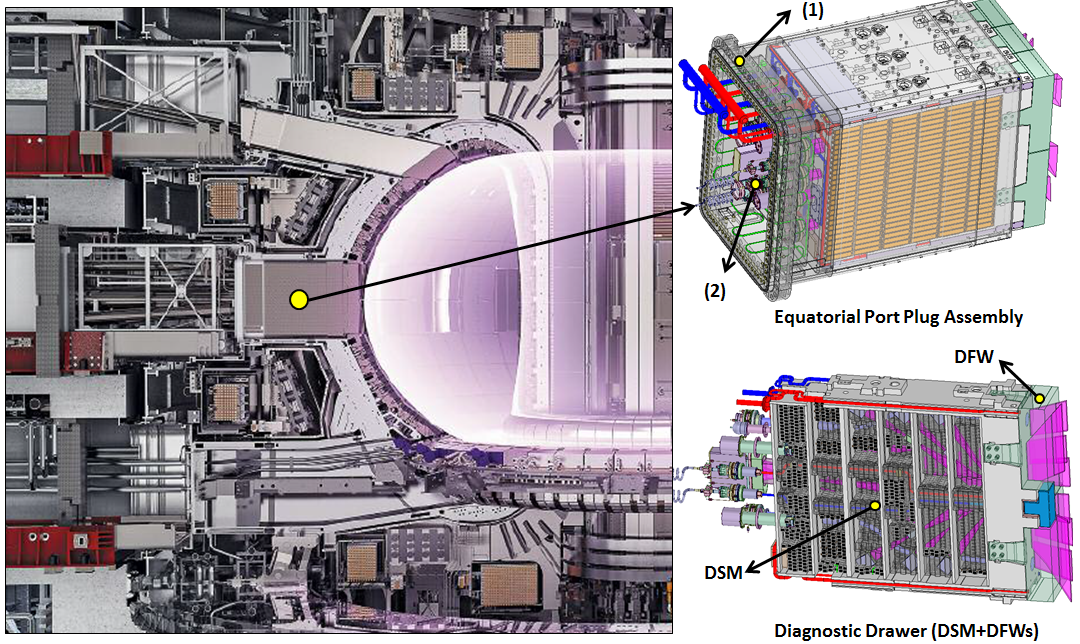 (1)
(2)
Equatorial Port Plug Assembly
DFW
DSM
Diagnostic Drawer (DSM+DFWs)